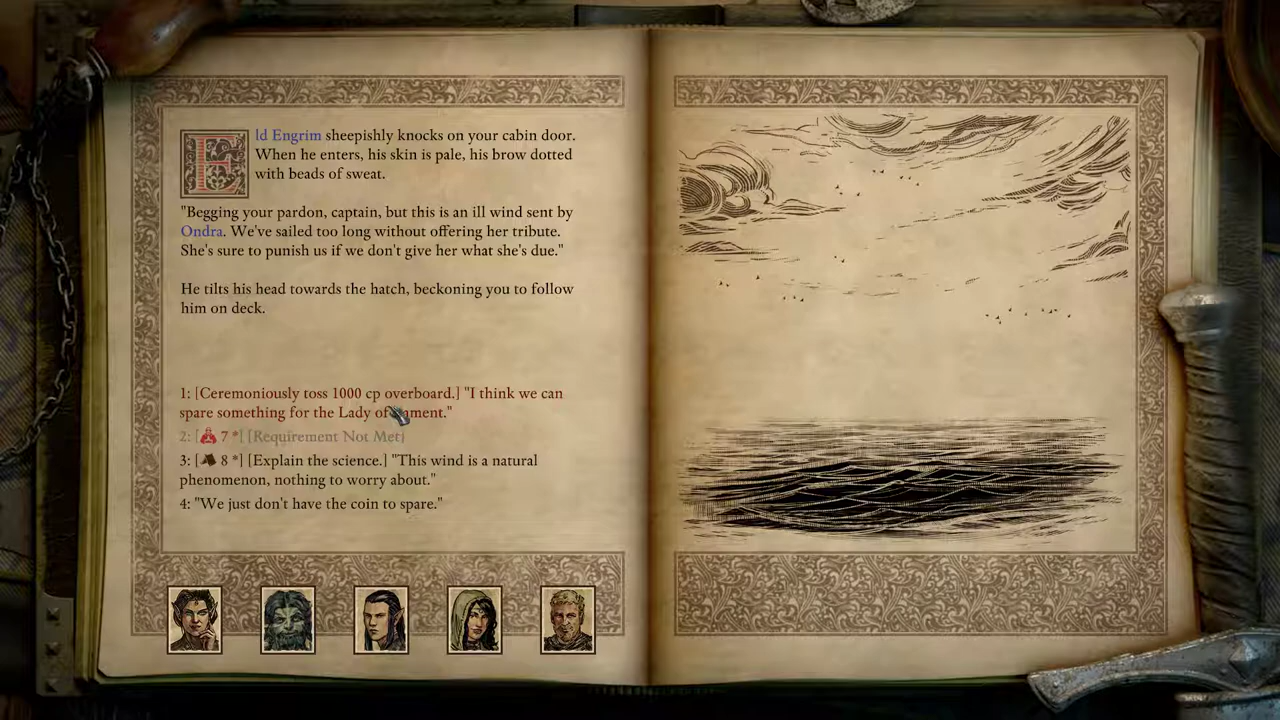 Eld Engrim sheepishly knocks on your cabin door.
When he enters, his skin is pale, his brow dotted
with beads of sweat.
"Begging your pardon, captain, but this is an ill wind sent by
Ondra. We've sailed too long without offering her tribute.
She's sure to punish us if we don't give her what she's due."
He tilts his head towards the hatch, beckoning you to follow
him on deck.
1: [Ceremoniously toss 1000 cp overboard.] "I think we can
spare something for the Lady of
2: [ 7 *] [Requirement Not Met]
3: [ 8 *] [Explain the science.] "This wind is a natural
phenomenon, nothing to worry about."
4: "We just don't have the coin to spare."